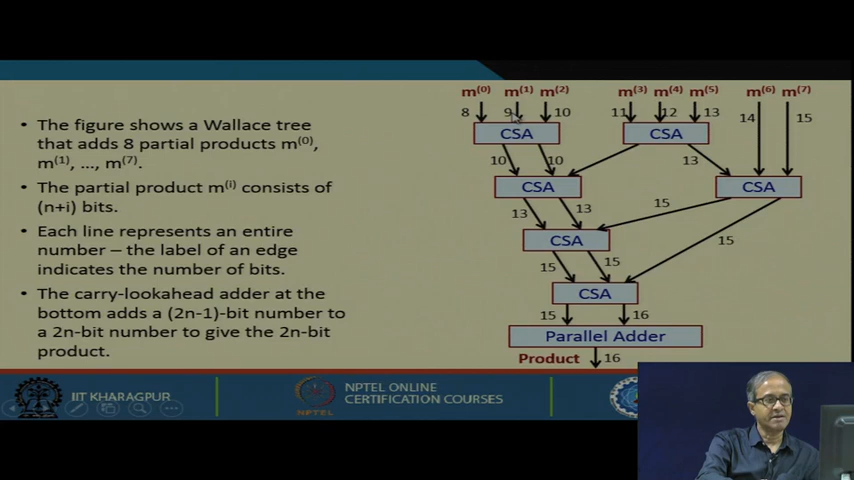 • The figure shows a Wallace tree
that adds 8 partial products m(0),
m(1), ..., m(7).
• The partial product m(i) consists of
(n+i) bits.
• Each line represents an entire
number – the label of an edge
indicates the number of bits.
• The carry-lookahead adder at the
bottom adds a (2n-1)-bit number to
a 2n-bit number to give the 2n-bit
product.
m(0) m(1) m(2) m(3) m(4) m(5) m(6) m(7)
8 9 10 11 12 13 14 15
CSA CSA
10 10 13
CSA CSA
13 13 15
CSA
15 15 15
CSA
15 16
Parallel Adder
Product 16
IIT KHARAGPUR
NPTEL
NPTEL ONLINE
CERTIFICATION COURSES